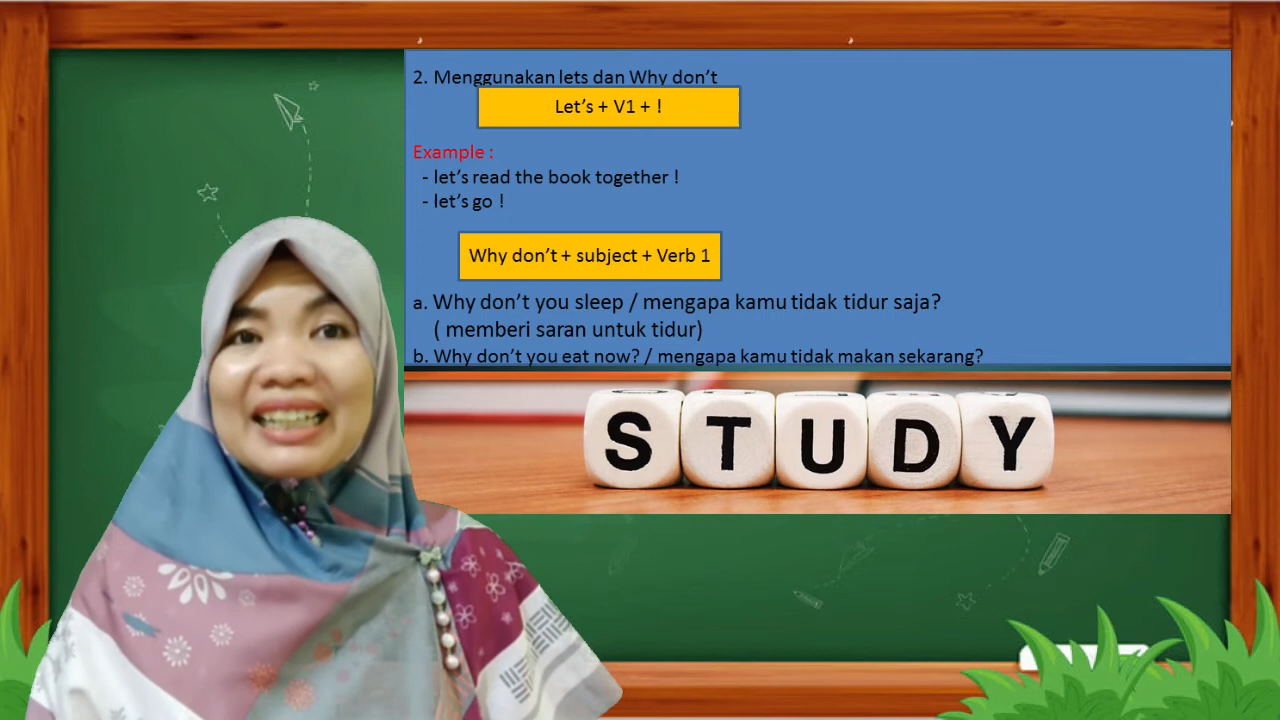 2. Menggunakan lets dan Why don’t
Let’s + V1 + !
Example :
- let’s read the book together !
- let’s go !
Why don’t + subject + Verb 1
a. Why don’t you sleep / mengapa kamu tidak tidur saja?
( memberi saran untuk tidur)
b. Why don’t you eat now? / mengapa kamu tidak makan sekarang?
STUDY